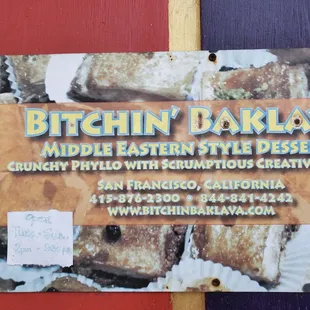 BITCHIN' BAKLA
MIDDLE EASTERN STYLE DESSE
CRUNCHY PHYLLO WITH SCRUMPTIOUS CREATIV
SAN FRANCISCO, CALIFORNIA
415-876-2300 • 844-841-4242
WWW.BITCHINBAKLAVA.COM
open